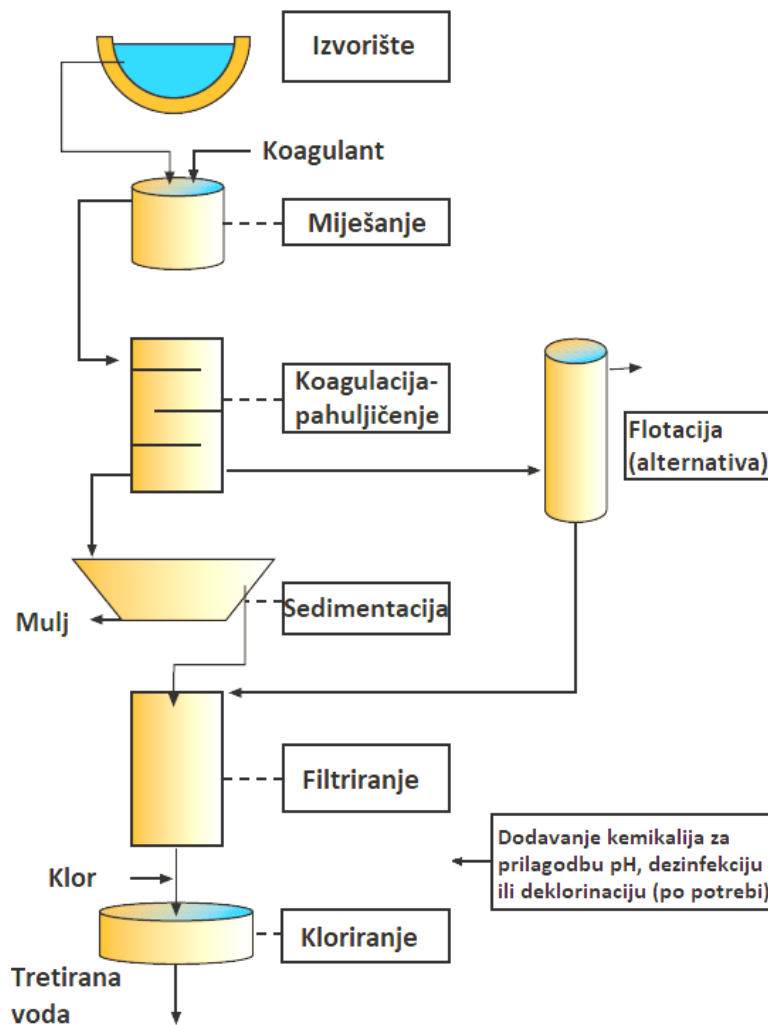 Izvorište
Koagulant
Miješanje
Koagulacija-
pahuljičenje
Flotacija
(alternativa)
Sedimentacija
Mulj
Filtriranje
Dodavanje kemikalija za
prilagodbu pH, dezinfekciju
ili deklorinaciju (po potrebi)
Klor
Kloriranje
Tretirana
voda